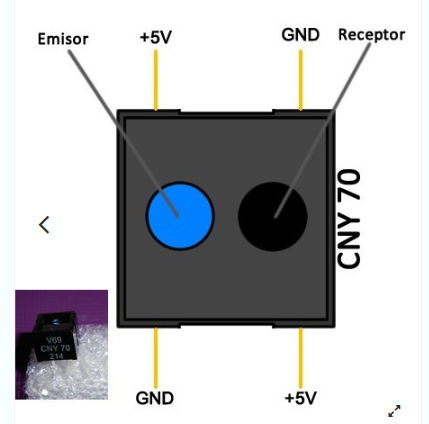 Emisor
+5V
GND
Receptor
CNY 70
V69
CNY 70
214
GND
+5V